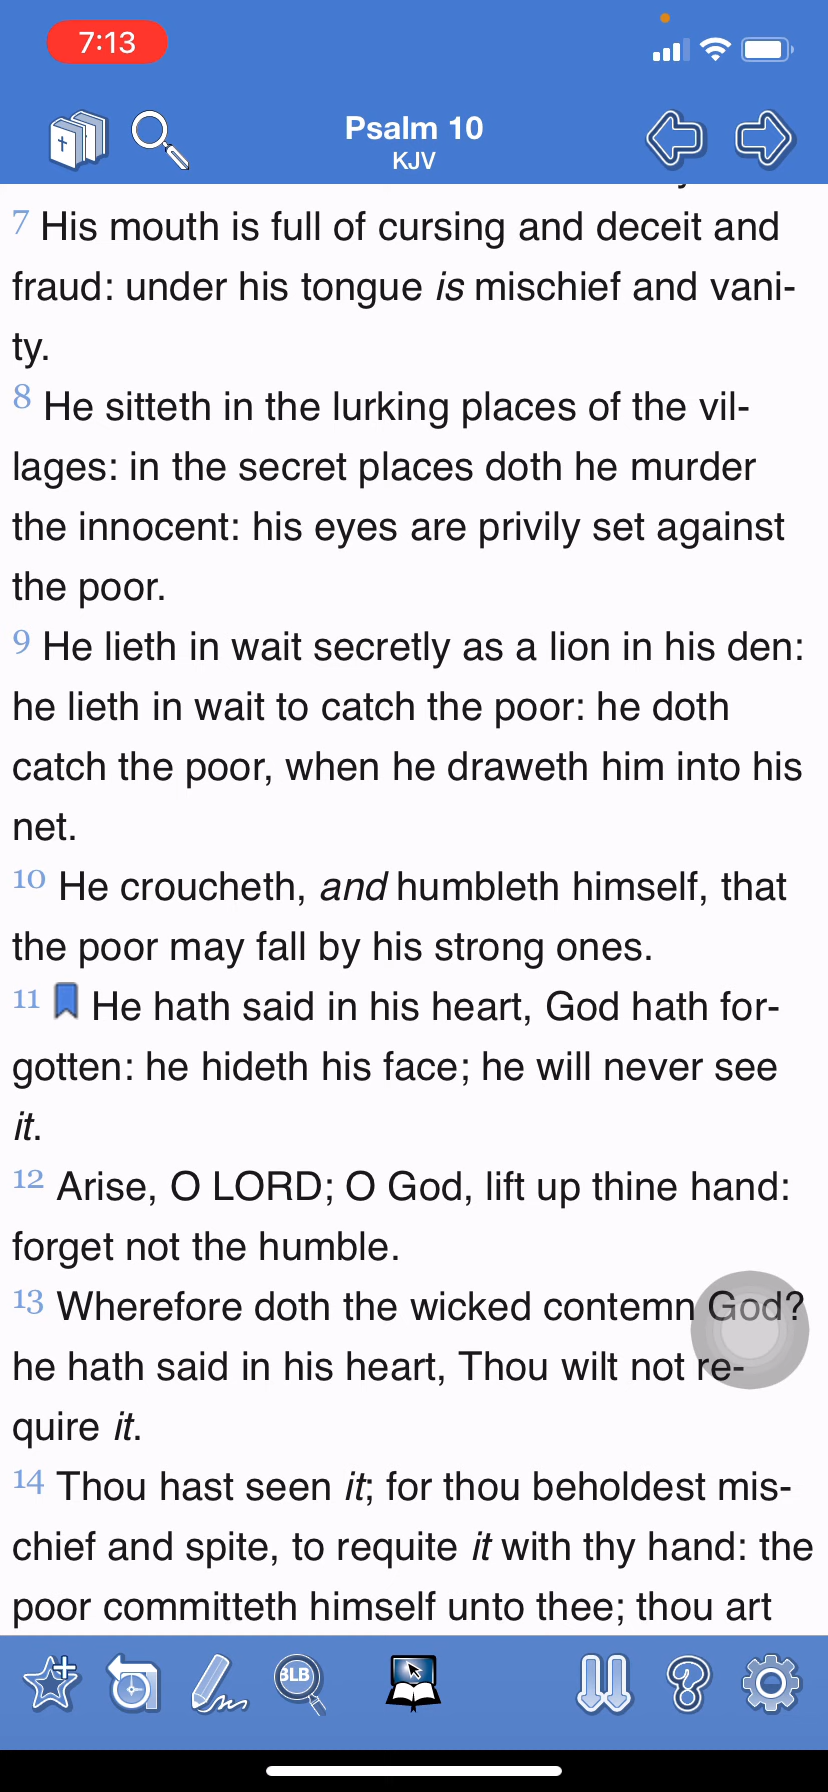 7:13
Psalm 10
KJV
7 His mouth is full of cursing and deceit and
fraud: under his tongue is mischief and vani-
ty.
8 He sitteth in the lurking places of the vil-
lages: in the secret places doth he murder
the innocent: his eyes are privily set against
the poor.
9 He lieth in wait secretly as a lion in his den:
he lieth in wait to catch the poor: he doth
catch the poor, when he draweth him into his
net.
10 He croucheth, and humbleth himself, that
the poor may fall by his strong ones.
11 He hath said in his heart, God hath for-
gotten: he hideth his face; he will never see
it.
12 Arise, O LORD; O God, lift up thine hand:
forget not the humble.
13 Wherefore doth the wicked contemn God?
he hath said in his heart, Thou wilt not re-
quire it.
14 Thou hast seen it; for thou beholdest mis-
chief and spite, to requite it with thy hand: the
poor committeth himself unto thee; thou art
BLB